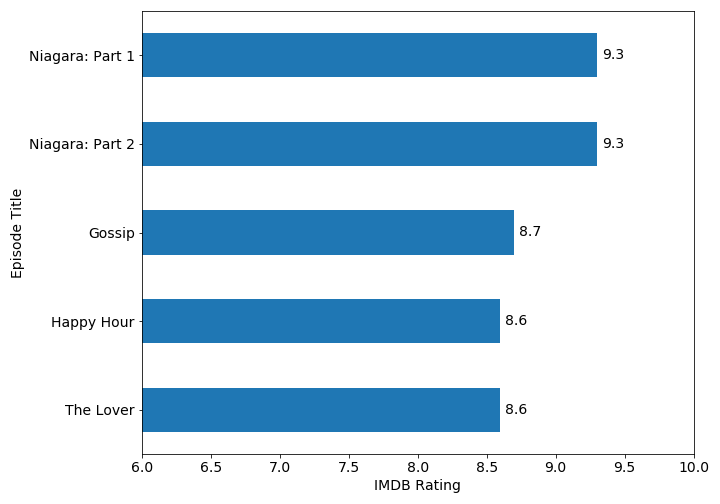 Niagara: Part 1
9.3
Niagara: Part 2
9.3
Gossip
8.7
Happy Hour
8.6
The Lover
8.6
Episode Title
6.0 6.5 7.0 7.5 8.0 8.5 9.0 9.5 10.0
IMDB Rating